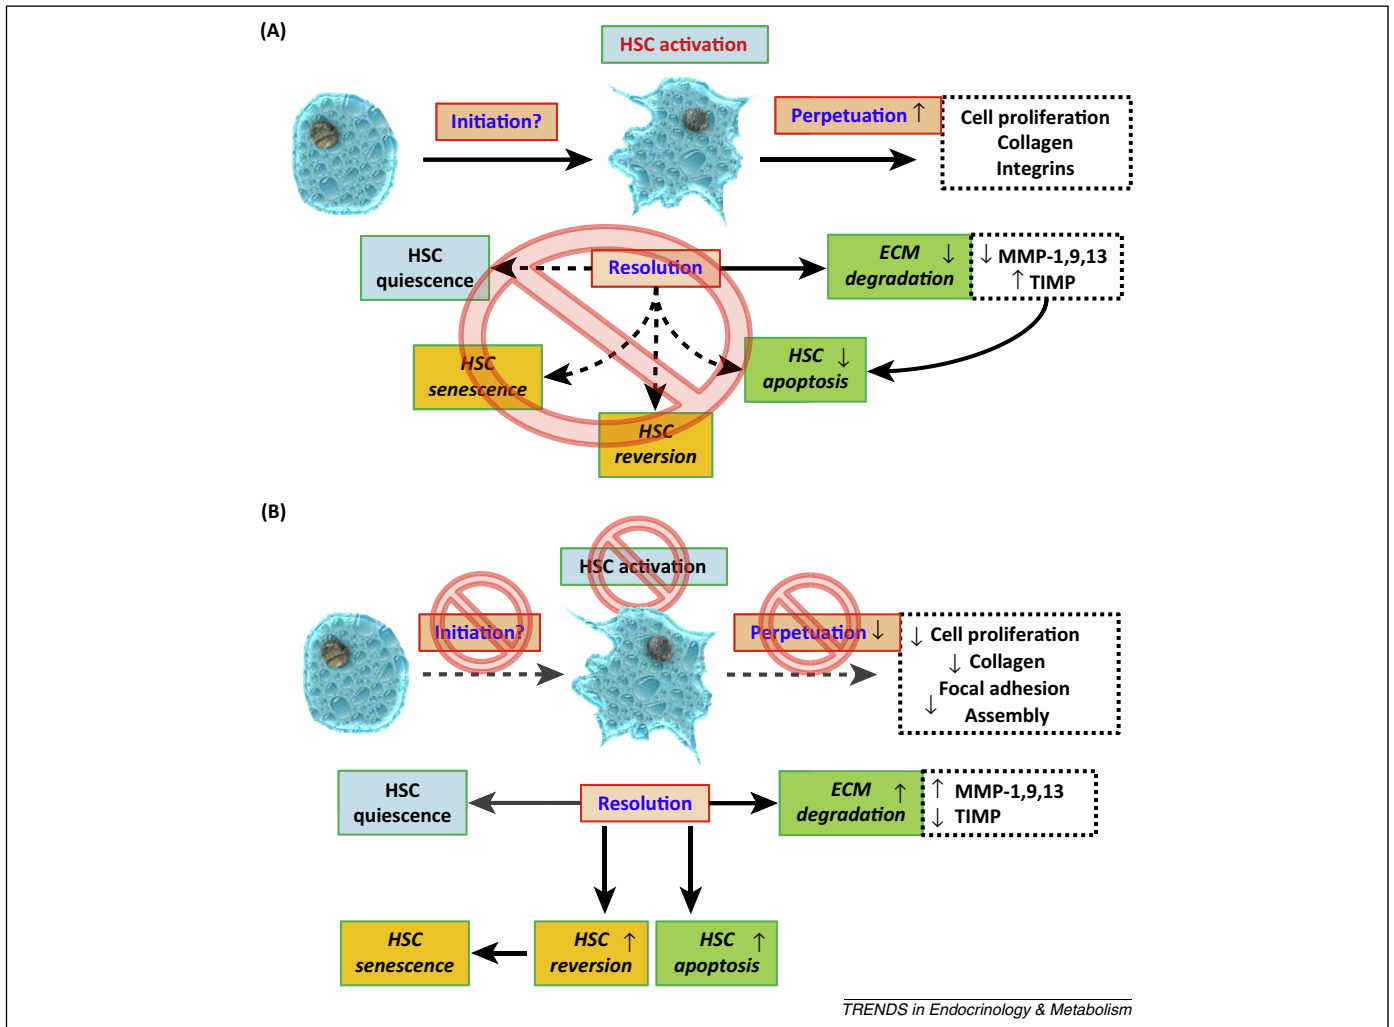 (A)
HSC activation
Initiation?
Perpetuation ↑
Cell proliferation
Collagen
Integrins
HSC
quiescence
Resolution
ECM ↓
degradation
↓ MMP-1,9,13
↑ TIMP
HSC
senescence
HSC ↓
apoptosis
HSC
reversion
(B)
HSC activation
Initiation?
Perpetuation ↓
↓ Cell proliferation
↓ Collagen
↓ Focal adhesion
Assembly
HSC
quiescence
Resolution
ECM ↑
degradation
↑ MMP-1,9,13
↓ TIMP
HSC
senescence
HSC ↑
reversion
HSC ↑
apoptosis
TRENDS in Endocrinology & Metabolism